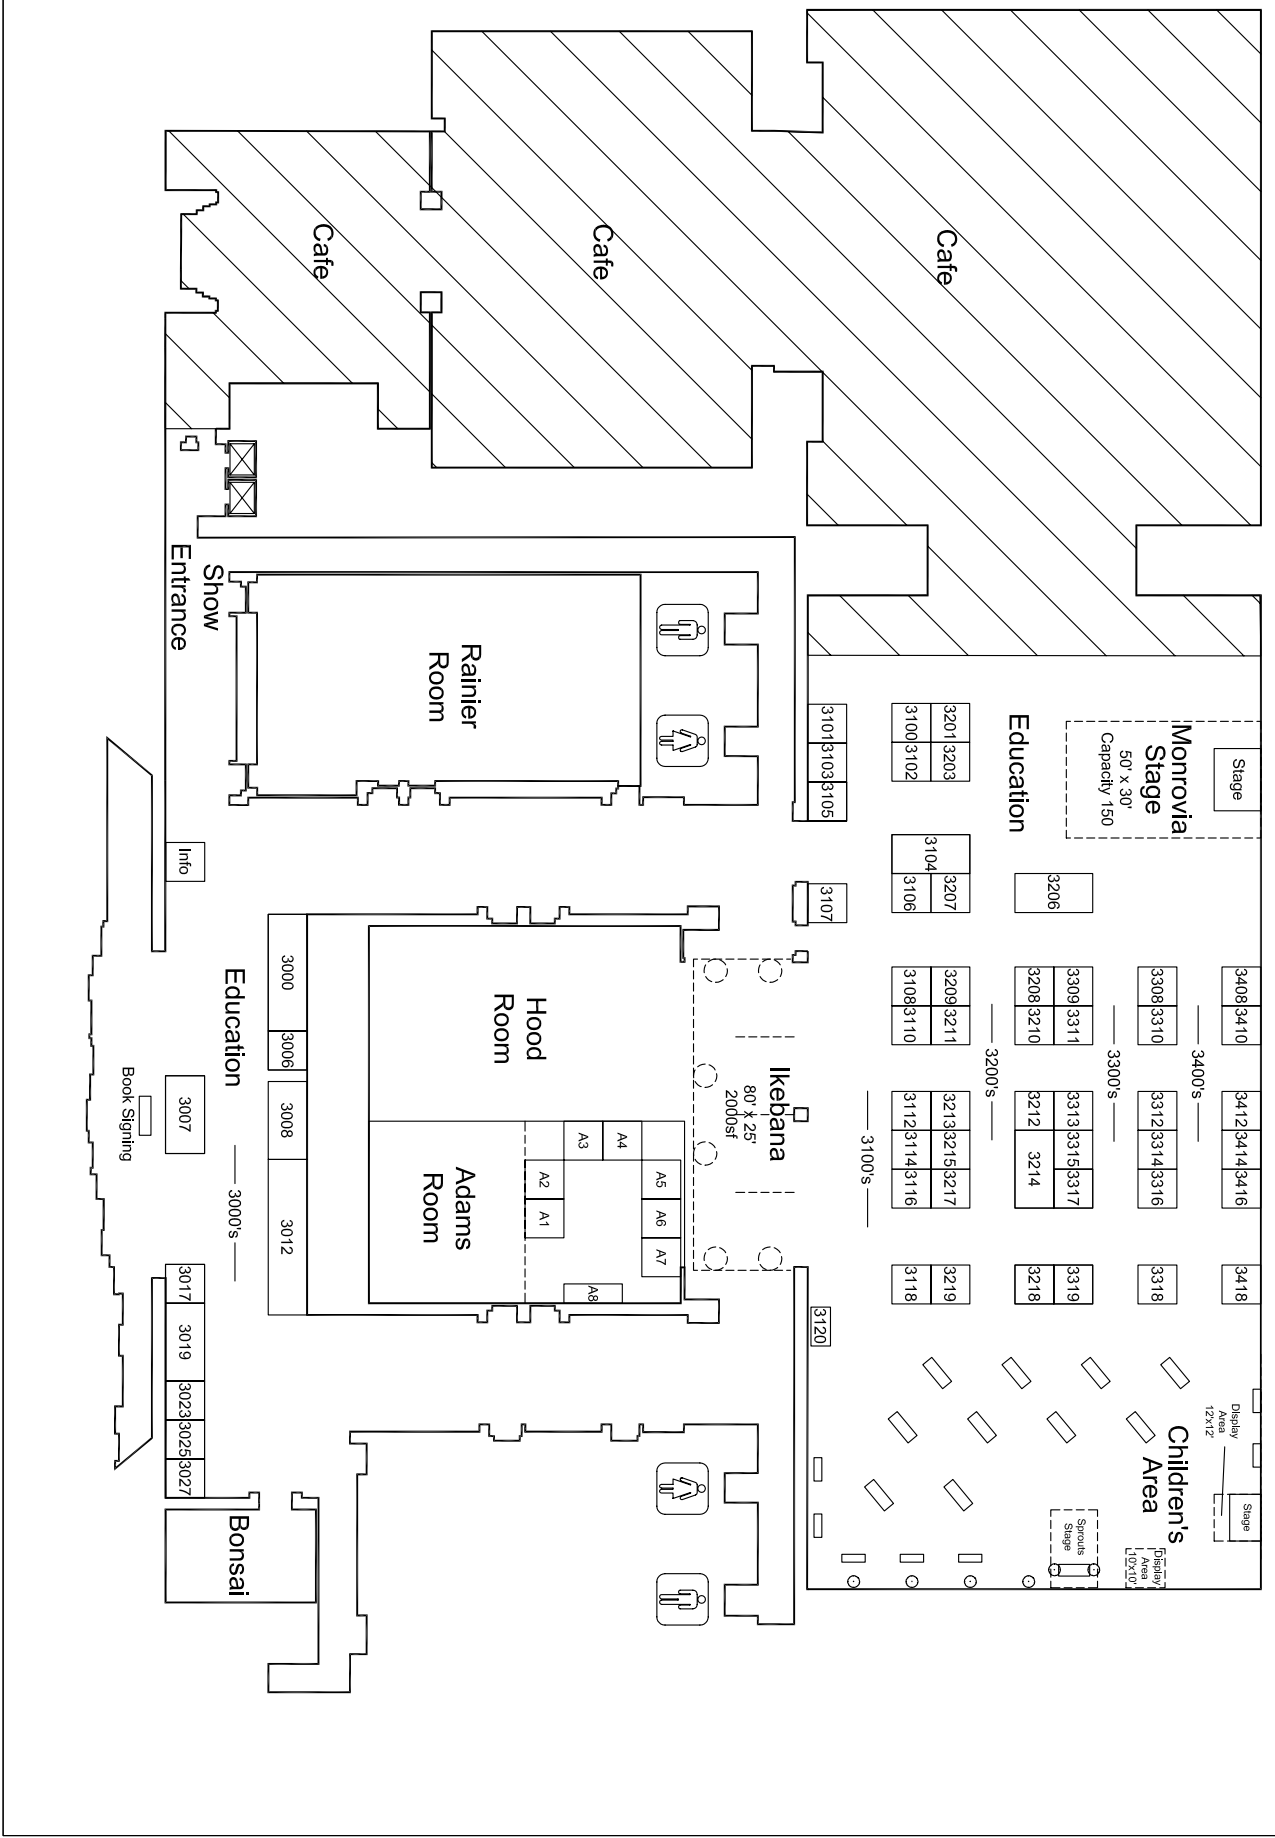 Stage
Monrovia
Stage
50' x 30'
Capacity 150
Education
3408 3410
3412 3414 3416
3418
3400's
3308 3310
3312 3314 3316
3318
3300's
3206
3309 3311
3313 3315 3317
3319
3208 3210
3212 3214
3218
3200's
3201 3203
3207
3209 3211
3213 3215 3217
3219
3100 3102
3104
3106
3108 3110
3112 3114 3116
3118
3100's
3101 3103 3105
3107
3120
Display
Area
12'x12'
Stage
Children's
Area
Display
Area
10'x10'
Sprouts
Stage
Cafe
Cafe
Cafe
Ikebana
80' x 25'
2000sf
Rainier
Room
Hood
Room
Adams
Room
A5 A6 A7
A4
A3
A8
A2 A1
Show
Entrance
Info
3000 3006 3008 3012
Education
3000's
3007
3017 3019 3023 3025 3027
Book Signing
Bonsai